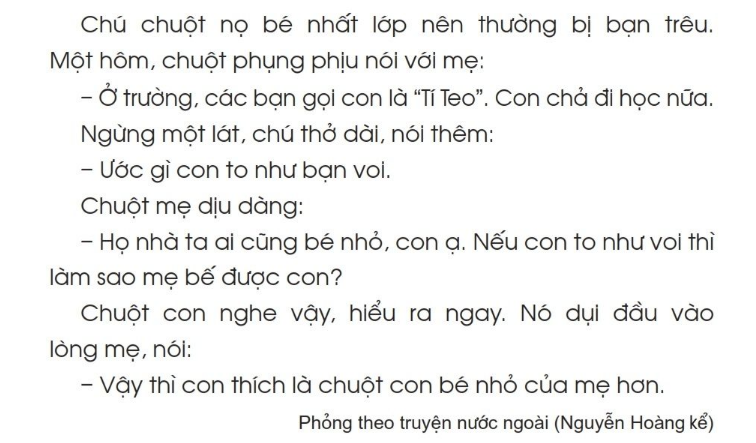 Chú chuột nọ bé nhất lớp nên thường bị bạn trêu.
Một hôm, chuột phụng phịu nói với mẹ:
– Ở trường, các bạn gọi con là “Tí Teo”. Con chả đi học nữa.
Ngừng một lát, chú thở dài, nói thêm:
– Ước gì con to như bạn voi.
Chuột mẹ dịu dàng:
– Họ nhà ta ai cũng bé nhỏ, con ạ. Nếu con to như voi thì
làm sao mẹ bế được con?
Chuột con nghe vậy, hiểu ra ngay. Nó dụi đầu vào
lòng mẹ, nói:
– Vậy thì con thích là chuột con bé nhỏ của mẹ hơn.
Phỏng theo truyện nước ngoài (Nguyễn Hoàng kể)